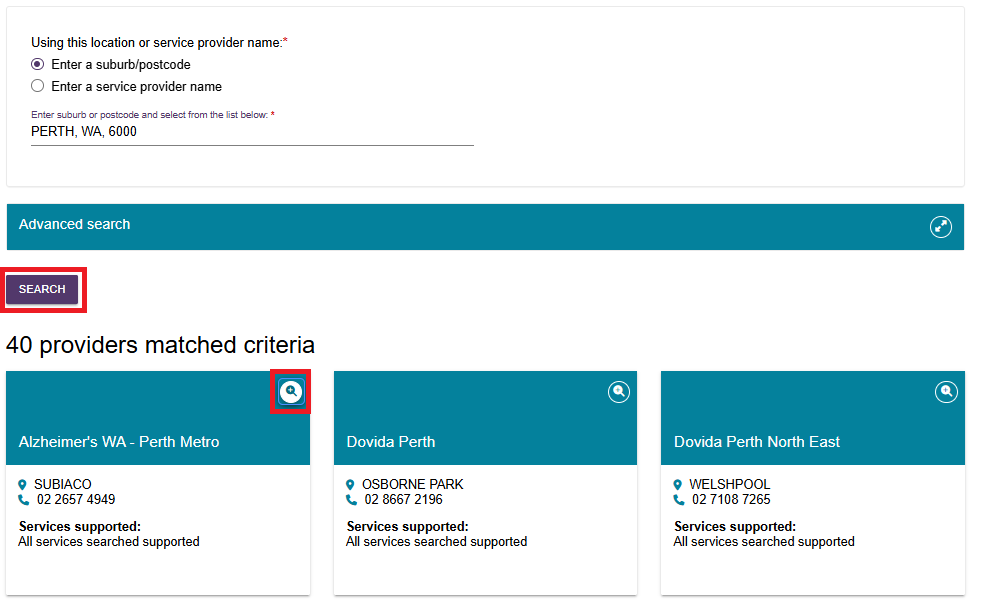 Using this location or service provider name:*
Enter a suburb/postcode
Enter a service provider name
Enter suburb or postcode and select from the list below: *
PERTH, WA, 6000
Advanced search
SEARCH
40 providers matched criteria
Alzheimer's WA - Perth Metro
SUBIACO
02 2657 4949
Services supported:
All services searched supported
Dovida Perth
OSBORNE PARK
02 8667 2196
Services supported:
All services searched supported
Dovida Perth North East
WELSHPOOL
02 7108 7265
Services supported:
All services searched supported